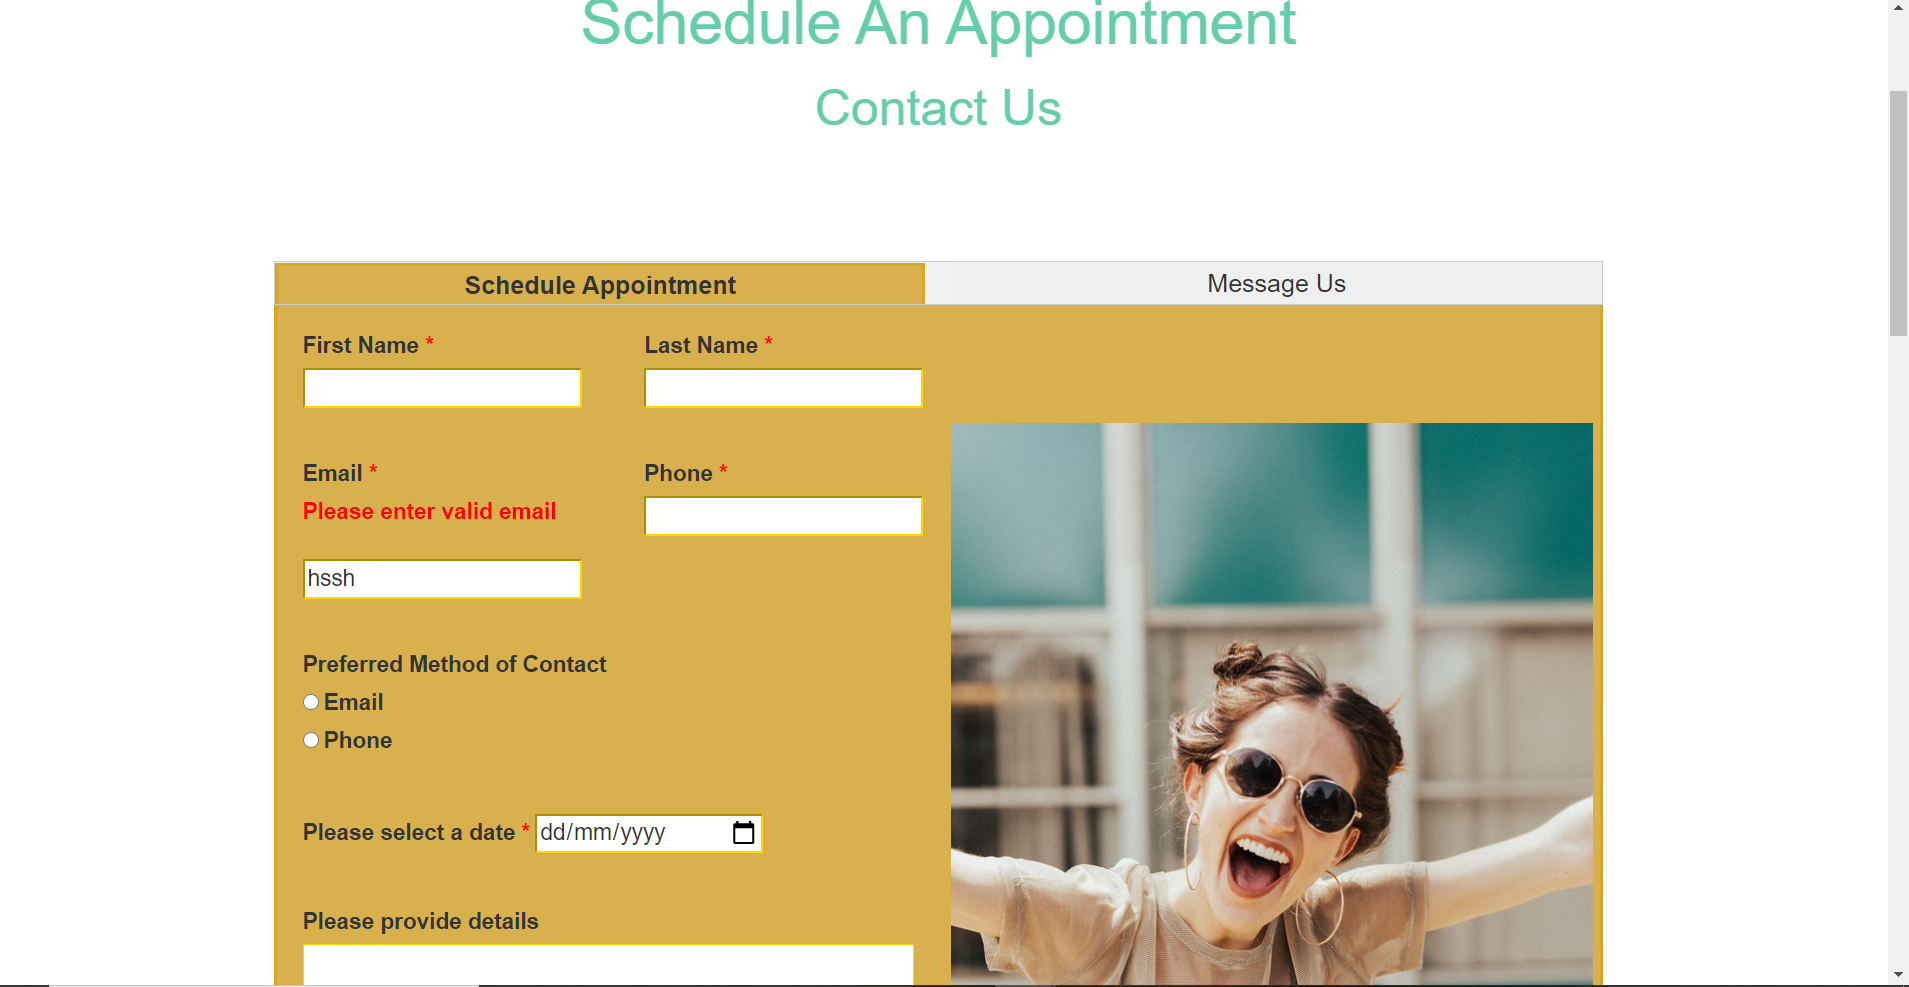 Schedule An Appointment
Contact Us
Schedule Appointment
Message Us
First Name *
Last Name *
Email *
Phone *
Please enter valid email
hssh
Preferred Method of Contact
Email
Phone
Please select a date * dd/mm/yyyy
Please provide details